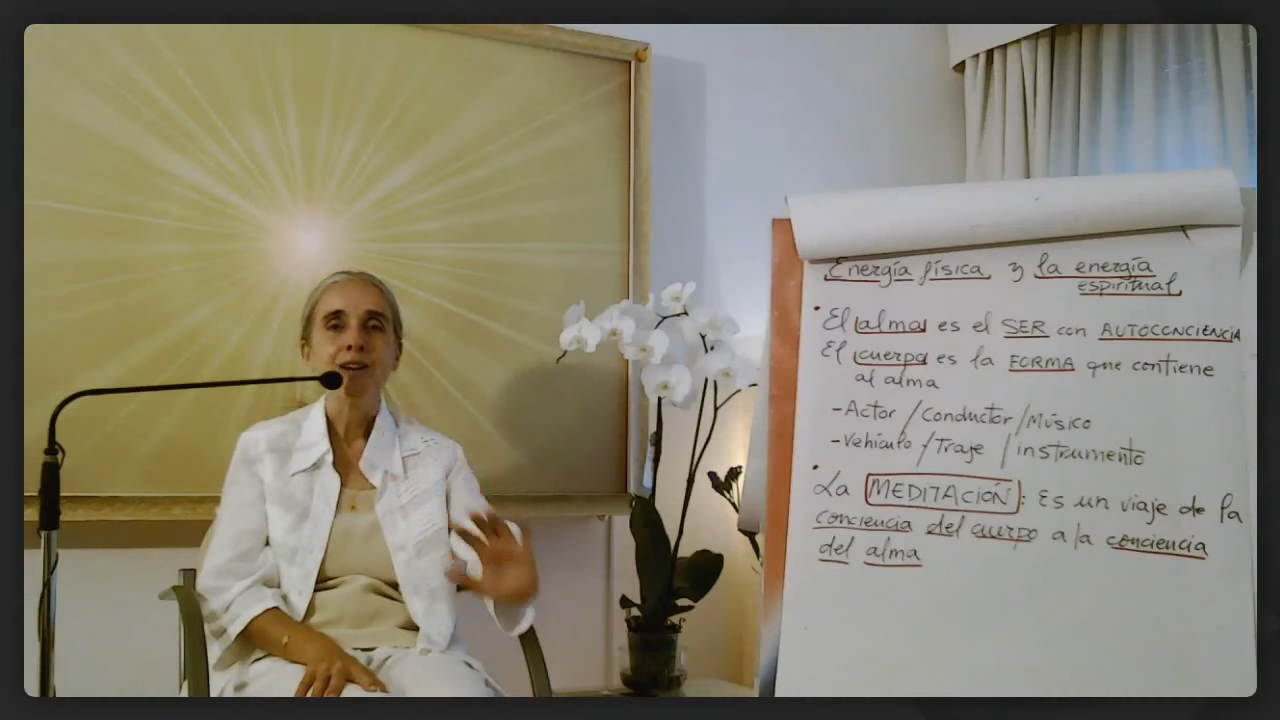 Energía física y la energía
espiritual
• El alma es el SER con AUTOCONCIENCIA
El cuerpo es la FORMA que contiene
al alma
- Actor / Conductor / Músico
- Vehículo / Traje / instrumento
• La MEDITACIÓN: Es un viaje de la
conciencia del cuerpo a la conciencia
del alma